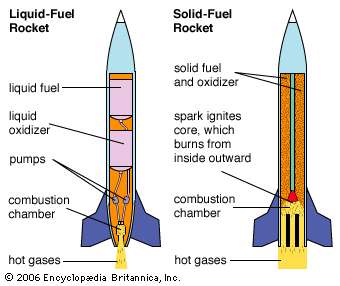 Liquid-Fuel
Rocket
liquid fuel
liquid
oxidizer
pumps
combustion
chamber
hot gases
Solid-Fuel
Rocket
solid fuel
and oxidizer
spark ignites
core, which
burns from
inside outward
combustion
chamber
hot gases
© 2006 Encyclopædia Britannica, Inc.